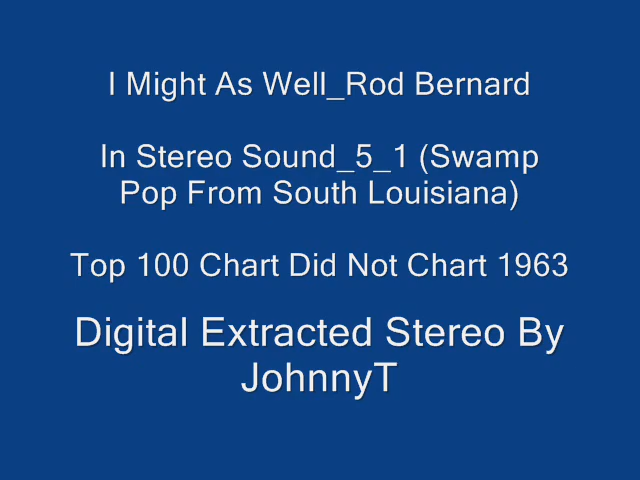 I Might As Well_Rod Bernard
In Stereo Sound_5_1 (Swamp
Pop From South Louisiana)
Top 100 Chart Did Not Chart 1963
Digital Extracted Stereo By
JohnnyT